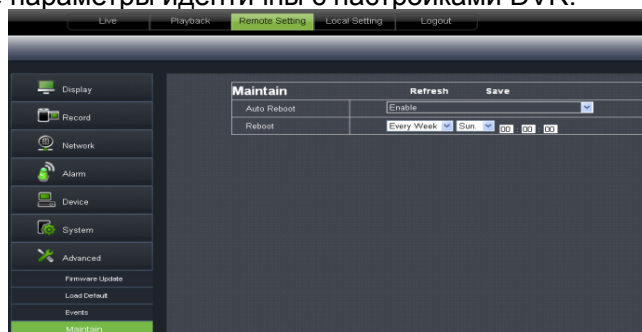 параметры идентичны с настройками DVR.
Live Playback Remote Setting Local Setting Logout
Display
Record
Network
Alarm
Device
System
Advanced
Firmware Update
Load Default
Events
Maintain
Maintain Refresh Save
Auto Reboot Enable
Reboot Every Week Sun. 00 : 00 : 00